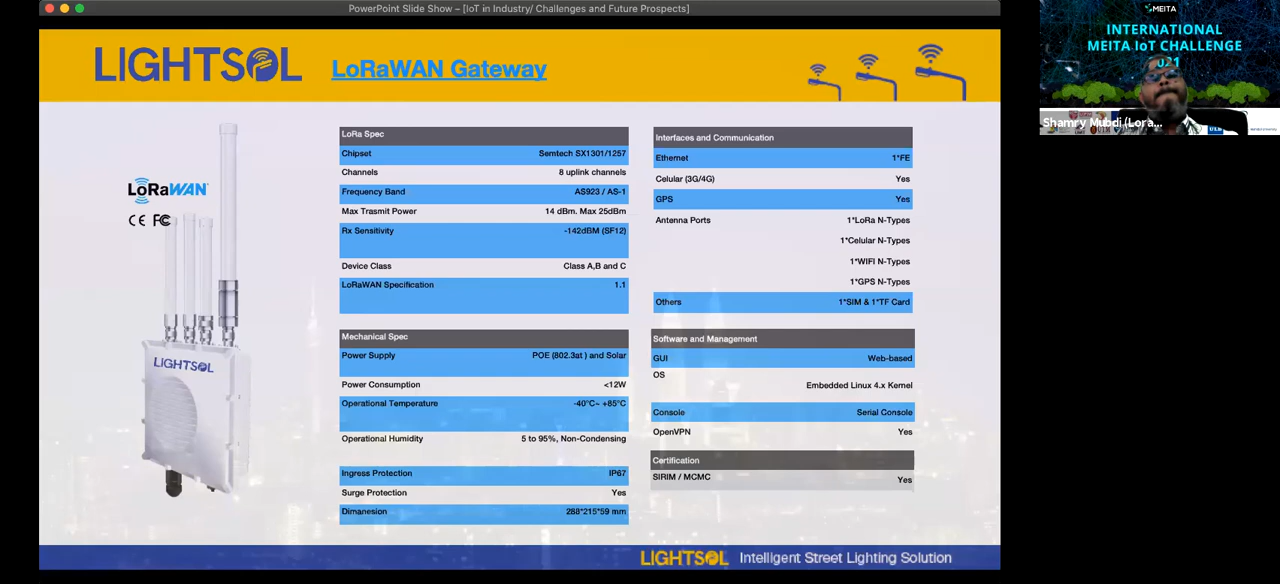 PowerPoint Slide Show – [IoT in Industry/ Challenges and Future Prospects]
LIGHTSOL
LoRaWAN Gateway
LoRaWAN
CE FC
LIGHTSOL
LoRa Spec
Chipset Semtech SX1301/1257
Channels 8 uplink channels
Frequency Band AS923 / AS-1
Max Trasmit Power 14 dBm. Max 25dBm
Rx Sensitivity -142dBM (SF12)
Device Class Class A,B and C
LoRaWAN Specification 1.1
Mechanical Spec
Power Supply POE (802.3at ) and Solar
Power Consumption <12W
Operational Temperature -40°C~ +85°C
Operational Humidity 5 to 95%, Non-Condensing
Ingress Protection IP67
Surge Protection Yes
Dimanesion 288*215*59 mm
Interfaces and Communication
Ethernet 1*FE
Celular (3G/4G) Yes
GPS Yes
Antenna Ports 1*LoRa N-Types
1*Celular N-Types
1*WIFI N-Types
1*GPS N-Types
Others 1*SIM & 1*TF Card
Software and Management
GUI Web-based
OS
Embedded Linux 4.x Kernel
Console Serial Console
OpenVPN Yes
Certification
SIRIM / MCMC Yes
LIGHTSOL Intelligent Street Lighting Solution
MEITA
INTERNATIONAL
MEITA IoT CHALLENGE
Shamry Mubdi (Lora...